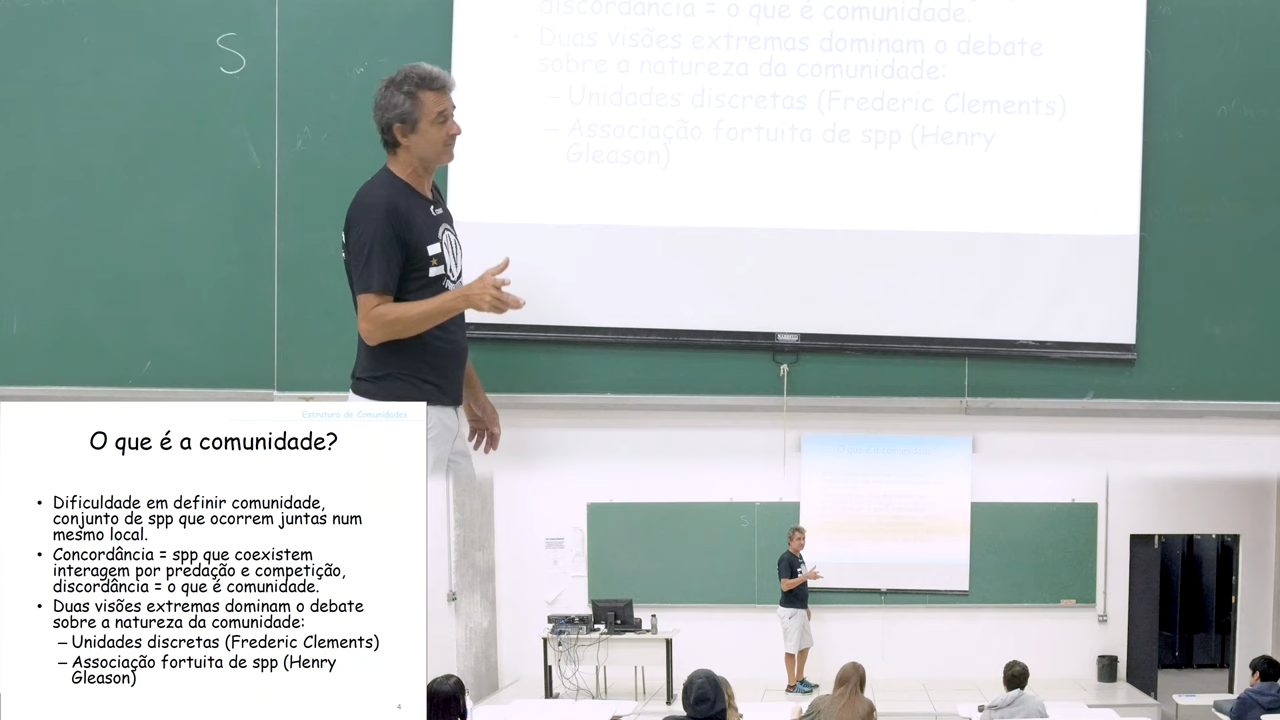 S
discordância = o que é comunidade.
• Duas visões extremas dominam o debate
sobre a natureza da comunidade:
– Unidades discretas (Frederic Clements)
– Associação fortuita de spp (Henry
Gleason)
Estrutura de Comunidades
O que é a comunidade?
• Dificuldade em definir comunidade,
conjunto de spp que ocorrem juntas num
mesmo local.
• Concordância = spp que coexistem
interagem por predação e competição,
discordância = o que é comunidade.
• Duas visões extremas dominam o debate
sobre a natureza da comunidade:
– Unidades discretas (Frederic Clements)
– Associação fortuita de spp (Henry
Gleason)
4
O que é a comunidade?
S